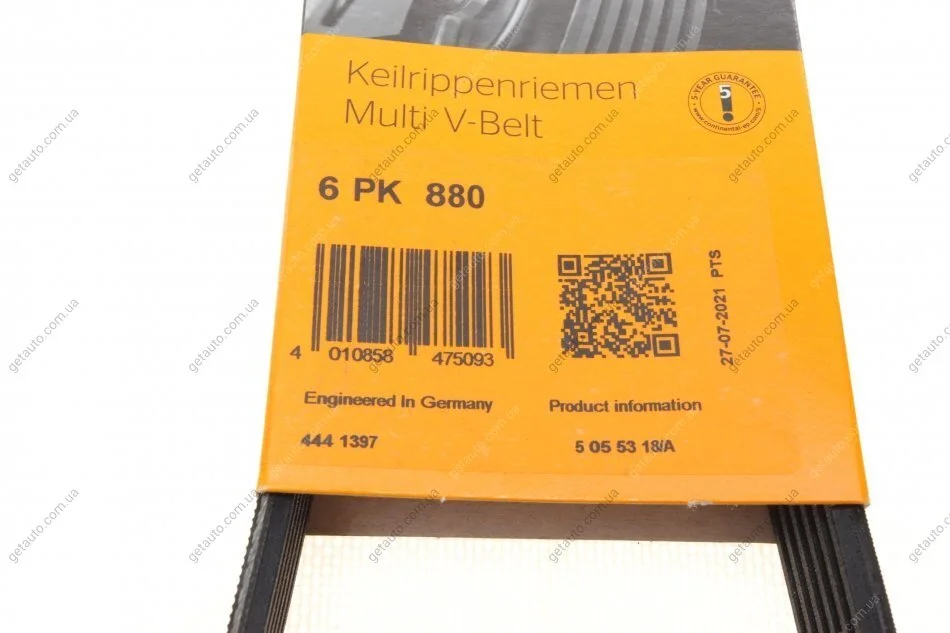 Keilrippenriemen
Multi V-Belt
5-YEAR GUARANTEE
5
6 PK 880
4 010858 475093
27-07-2021 PTS
Engineered In Germany
Product information
444 1397
5 05 53 18/A
getauto.com.ua